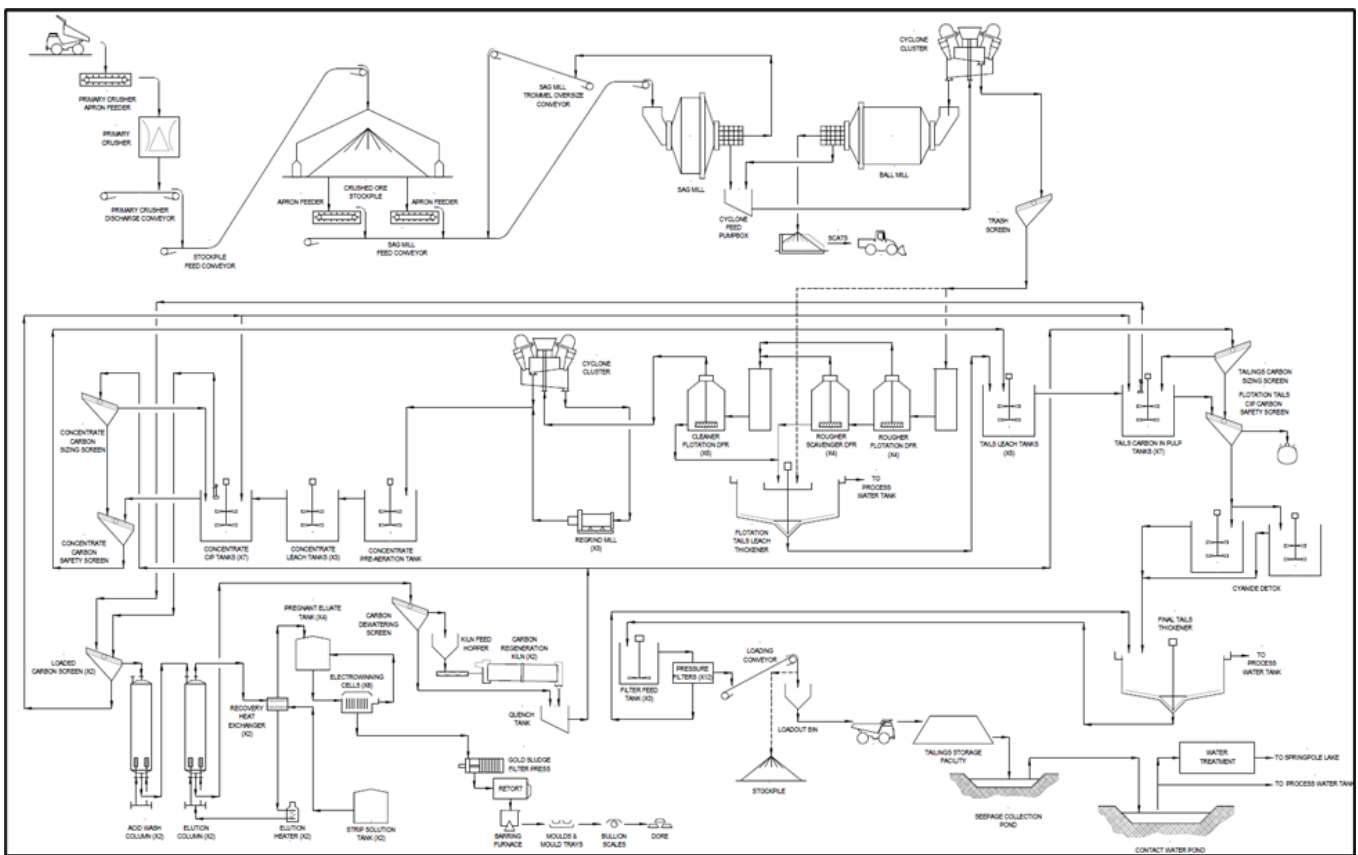 PRIMARY CRUSHER
APRON FEEDER
PRIMARY
CRUSHER
PRIMARY CRUSHER
DISCHARGE CONVEYOR
STOCKPILE
FEED CONVEYOR
CRUSHED ORE
STOCKPILE
APRON FEEDER
APRON FEEDER
SAG MILL
FEED CONVEYOR
SAG MILL
TROMMEL OVERSIZE
CONVEYOR
SAG MILL
CYCLONE
FEED
PUMPBOX
BALL MILL
CYCLONE
CLUSTER
SCATS
TRASH
SCREEN
CYCLONE
CLUSTER
CONCENTRATE
CARBON
SIZING SCREEN
CONCENTRATE
CARBON
SAFETY SCREEN
CONCENTRATE
CIP TANKS (X7)
CONCENTRATE
LEACH TANKS (X3)
CONCENTRATE
PRE-AERATION TANK
REGRIND MILL
(X3)
CLEANER
FLOTATION DFR
(X5)
ROUGHER
SCAVENGER DFR
(X4)
ROUGHER
FLOTATION DFR
(X4)
TO
PROCESS
WATER TANK
FLOTATION
TAILS LEACH
THICKENER
TAILS LEACH TANKS
TAILS CARBON IN PULP
TANKS (X7)
TAILINGS CARBON
SIZING SCREEN
FLOTATION TAILS
CIP CARBON
SAFETY SCREEN
CYANIDE DETOX
FINAL TAILS
THICKENER
TO
PROCESS
WATER TANK
LOADED
CARBON SCREEN (X2)
ACID WASH
COLUMN (X2)
ELUTION
COLUMN (X2)
RECOVERY
HEAT
EXCHANGER
(X2)
ELUTION
HEATER (X2)
PREGNANT ELUATE
TANK (X4)
ELECTROWINNING
CELLS
STRIP SOLUTION
TANK (X2)
CARBON
DEWATERING
SCREEN
KILN FEED
HOPPER
CARBON
REGENERATION
KILN (X2)
QUENCH
TANK
GOLD SLUDGE
FILTER PRESS
RETORT
BARRING
FURNACE
MOULDS &
MOULD TRAYS
BULLION
SCALES
DORE
FILTER FEED
TANK (X3)
PRESSURE
FILTERS (X12)
LOADING
CONVEYOR
LOADOUT BIN
STOCKPILE
TAILINGS STORAGE
FACILITY
SEEPAGE COLLECTION
POND
WATER
TREATMENT
TO SPRINGPOLE LAKE
TO PROCESS WATER TANK
CONTACT WATER POND